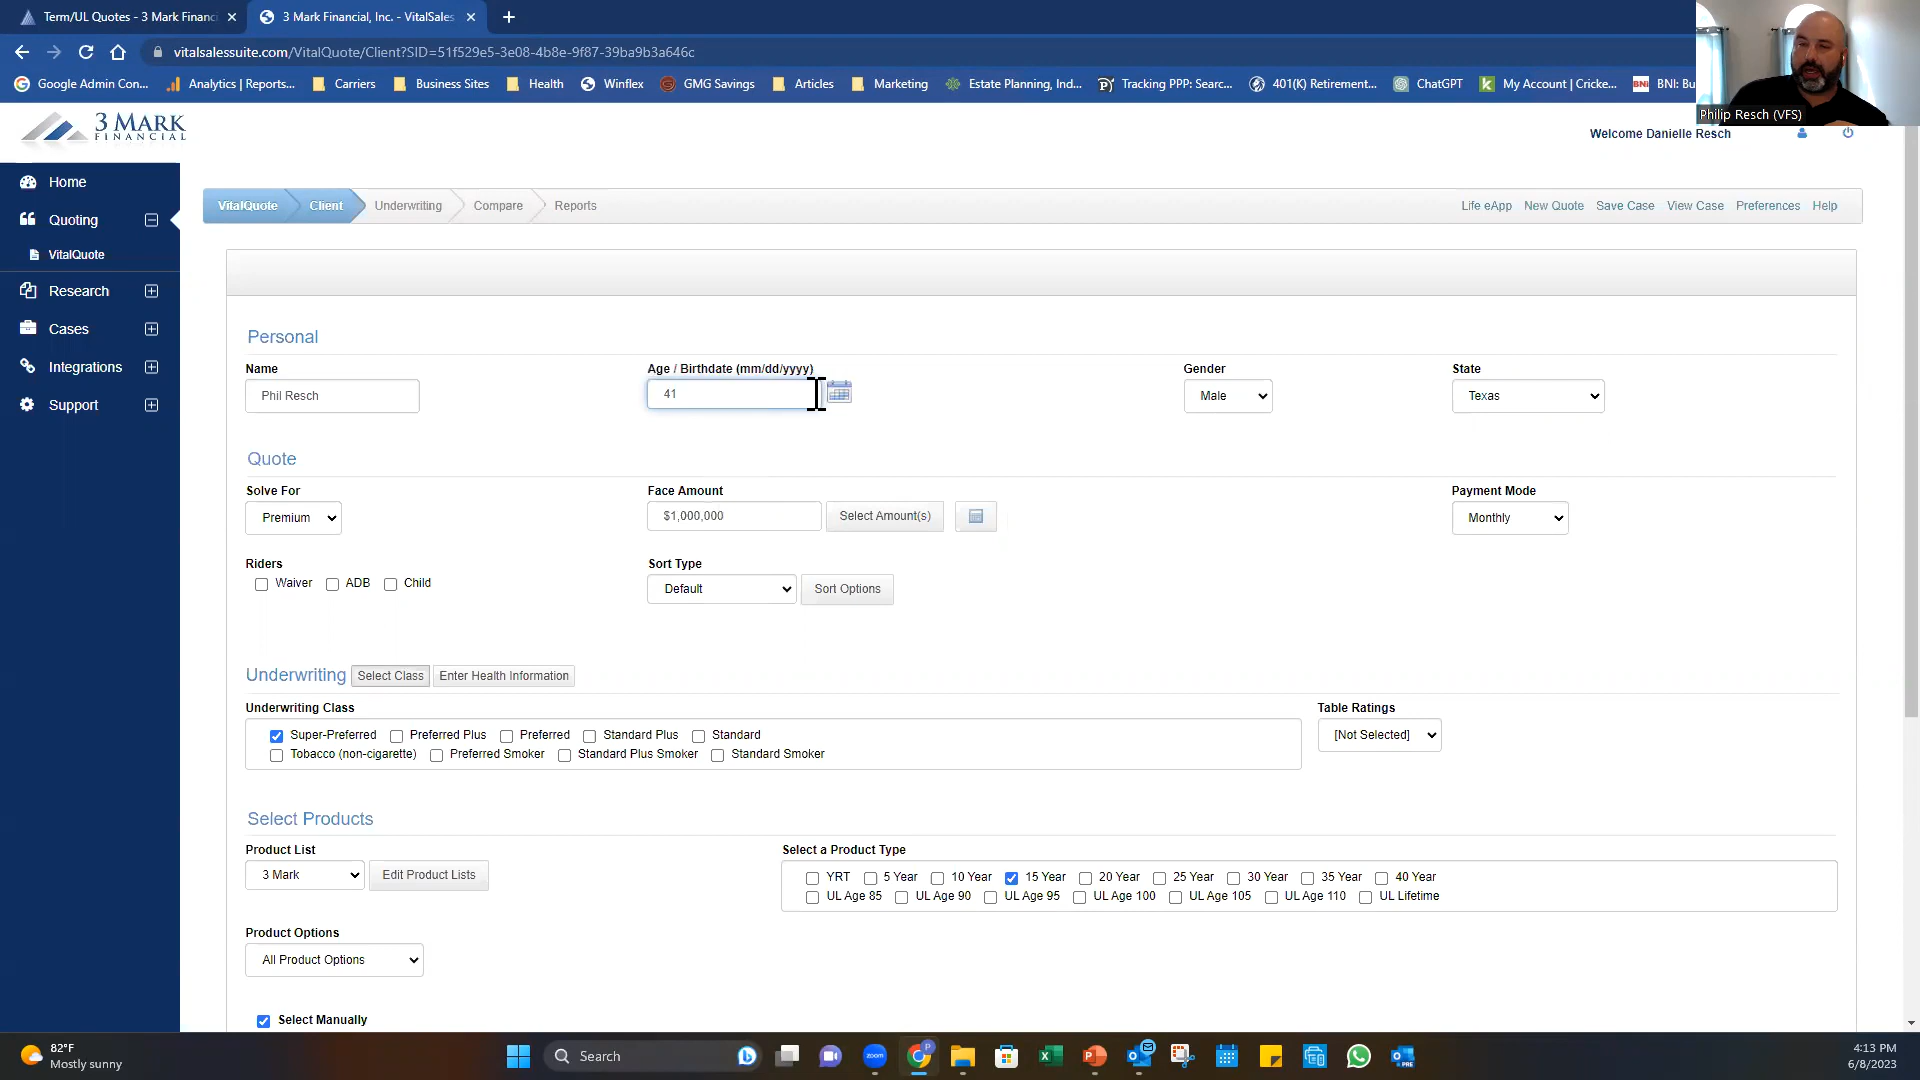 Term/UL Quotes - 3 Mark Financi
3 Mark Financial, Inc. - VitalSales
vitalsalessuite.com/VitalQuote/Client?SID=51f529e5-3e08-4b8e-9f87-39ba9b3a646c
Google Admin Con... Analytics | Reports... Carriers Business Sites Health Winflex GMG Savings Articles Marketing Estate Planning, Ind... Tracking PPP: Searc... 401(K) Retirement... ChatGPT My Account | Cricke... BNI BNI: Bu
Philip Resch (VFS)
3 MARK
FINANCIAL
Welcome Danielle Resch
Home
Quoting
VitalQuote
Research
Cases
Integrations
Support
VitalQuote Client Underwriting Compare Reports Life eApp New Quote Save Case View Case Preferences Help
Personal
Name Age / Birthdate (mm/dd/yyyy) Gender State
Phil Resch 41 Male Texas
Quote
Solve For Face Amount Payment Mode
Premium $1,000,000 Select Amount(s) Monthly
Riders Sort Type
Waiver ADB Child Default Sort Options
Underwriting Select Class Enter Health Information
Underwriting Class Table Ratings
Super-Preferred Preferred Plus Preferred Standard Plus Standard [Not Selected]
Tobacco (non-cigarette) Preferred Smoker Standard Plus Smoker Standard Smoker
Select Products
Product List Select a Product Type
3 Mark Edit Product Lists YRT 5 Year 10 Year 15 Year 20 Year 25 Year 30 Year 35 Year 40 Year
UL Age 85 UL Age 90 UL Age 95 UL Age 100 UL Age 105 UL Age 110 UL Lifetime
Product Options
All Product Options
Select Manually
82°F
Mostly sunny
Search
zoom
PRE
4:13 PM
6/8/2023